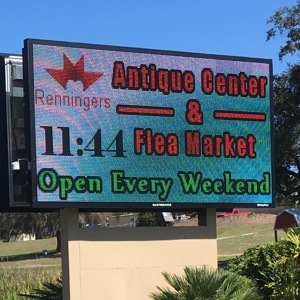 Antique Center
Renningers
&
11:44 Flea Market
Open Every Weekend